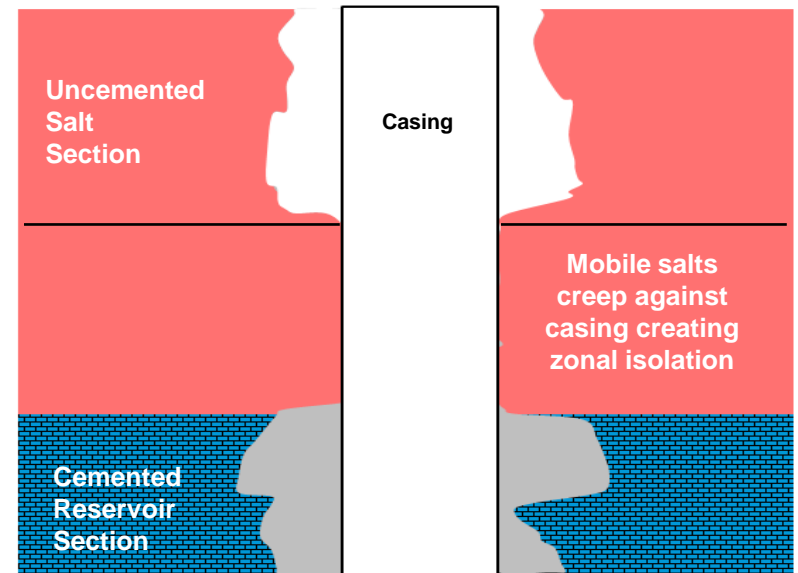 Uncemented
Salt
Section
Casing
Mobile salts
creep against
casing creating
zonal isolation
Cemented
Reservoir
Section